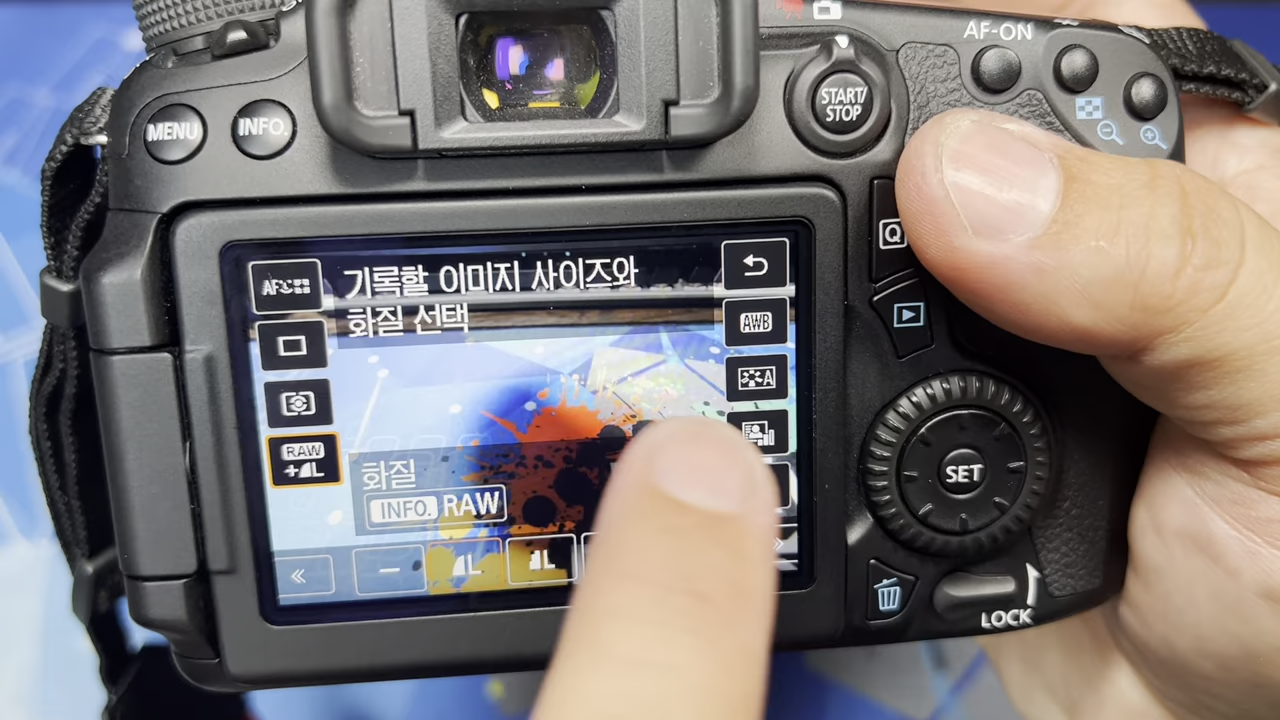 AF-ON
MENU
INFO.
START/
STOP
Q
기록할 이미지 사이즈와
화질 선택
AF
AWB
A
RAW
+L
화질
INFO. RAW
L
L
SET
LOCK